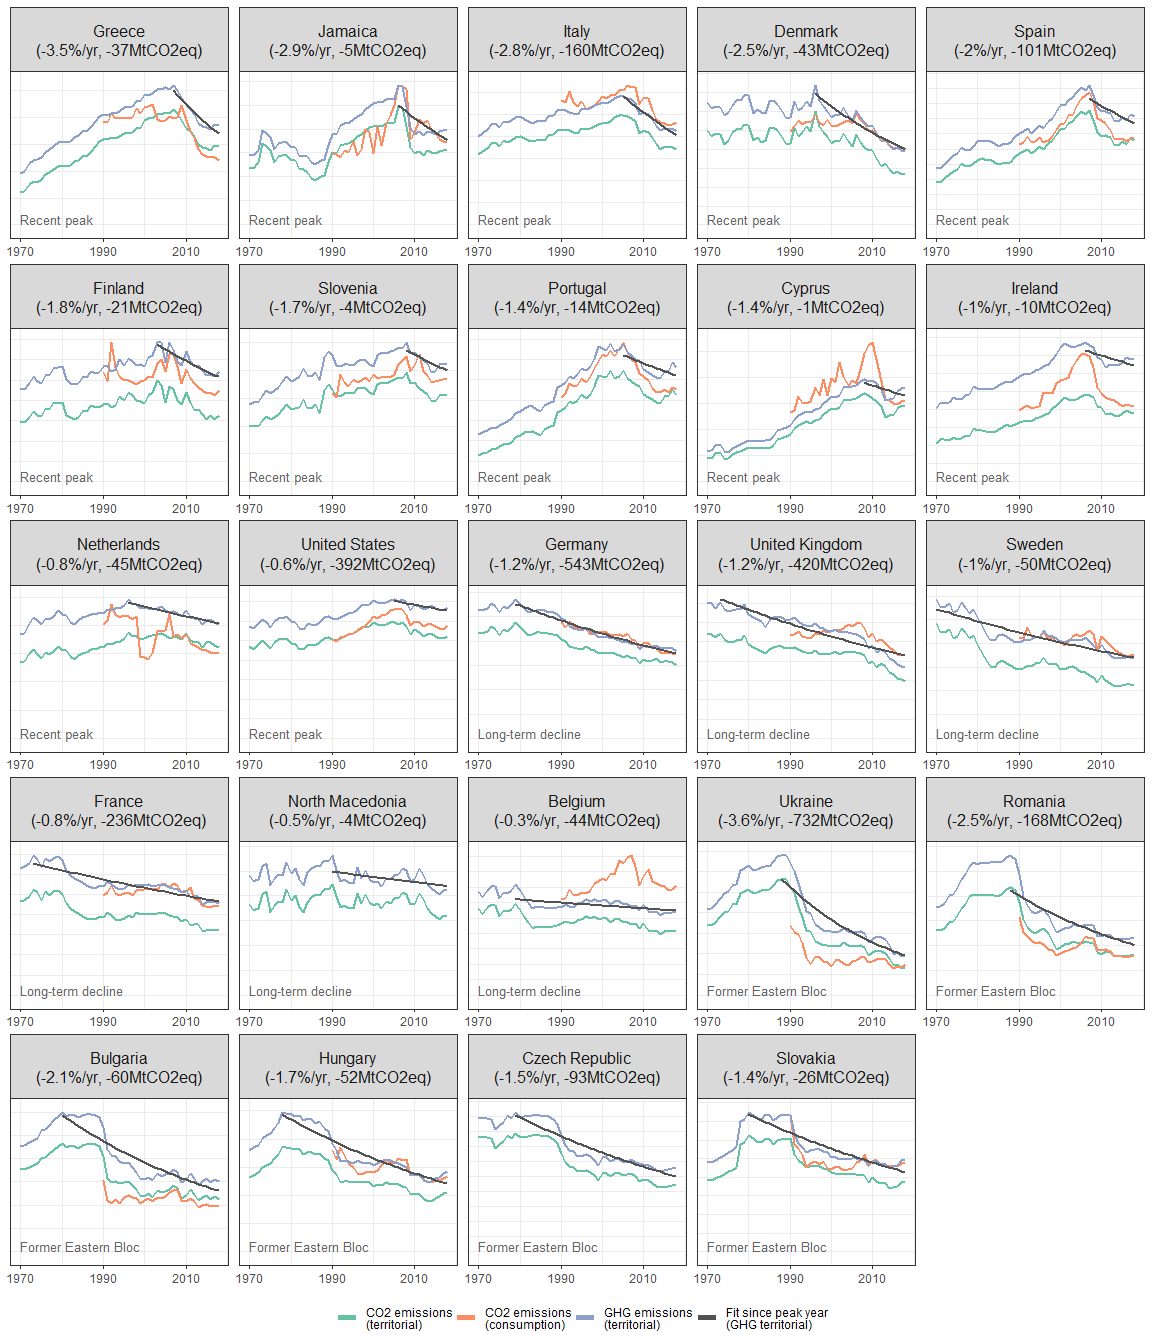 Greece
(-3.5%/yr, -37MtCO2eq)
Jamaica
(-2.9%/yr, -5MtCO2eq)
Italy
(-2.8%/yr, -160MtCO2eq)
Denmark
(-2.5%/yr, -43MtCO2eq)
Spain
(-2%/yr, -101MtCO2eq)
Recent peak
Recent peak
Recent peak
Recent peak
Recent peak
1970 1990 2010
1970 1990 2010
1970 1990 2010
1970 1990 2010
1970 1990 2010
Finland
(-1.8%/yr, -21MtCO2eq)
Slovenia
(-1.7%/yr, -4MtCO2eq)
Portugal
(-1.4%/yr, -14MtCO2eq)
Cyprus
(-1.4%/yr, -1MtCO2eq)
Ireland
(-1%/yr, -10MtCO2eq)
Recent peak
Recent peak
Recent peak
Recent peak
Recent peak
1970 1990 2010
1970 1990 2010
1970 1990 2010
1970 1990 2010
1970 1990 2010
Netherlands
(-0.8%/yr, -45MtCO2eq)
United States
(-0.6%/yr, -392MtCO2eq)
Germany
(-1.2%/yr, -543MtCO2eq)
United Kingdom
(-1.2%/yr, -420MtCO2eq)
Sweden
(-1%/yr, -50MtCO2eq)
Recent peak
Recent peak
Long-term decline
Long-term decline
Long-term decline
1970 1990 2010
1970 1990 2010
1970 1990 2010
1970 1990 2010
1970 1990 2010
France
(-0.8%/yr, -236MtCO2eq)
North Macedonia
(-0.5%/yr, -4MtCO2eq)
Belgium
(-0.3%/yr, -44MtCO2eq)
Ukraine
(-3.6%/yr, -732MtCO2eq)
Romania
(-2.5%/yr, -168MtCO2eq)
Long-term decline
Long-term decline
Long-term decline
Former Eastern Bloc
Former Eastern Bloc
1970 1990 2010
1970 1990 2010
1970 1990 2010
1970 1990 2010
1970 1990 2010
Bulgaria
(-2.1%/yr, -60MtCO2eq)
Hungary
(-1.7%/yr, -52MtCO2eq)
Czech Republic
(-1.5%/yr, -93MtCO2eq)
Slovakia
(-1.4%/yr, -26MtCO2eq)
Former Eastern Bloc
Former Eastern Bloc
Former Eastern Bloc
Former Eastern Bloc
1970 1990 2010
1970 1990 2010
1970 1990 2010
1970 1990 2010
CO2 emissions
(territorial)
CO2 emissions
(consumption)
GHG emissions
(territorial)
Fit since peak year
(GHG territorial)